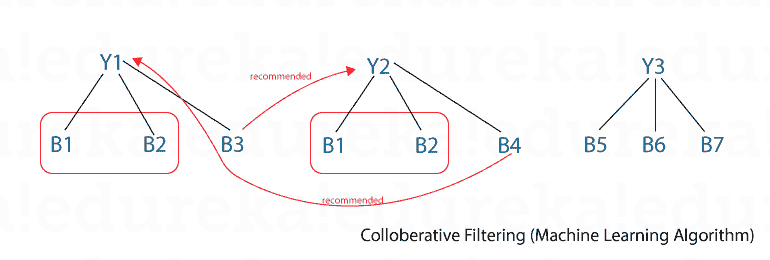 Y1 Y2 Y3
recommended
B1 B2 B3 B1 B2 B4 B5 B6 B7
recommended
Colloberative Filtering (Machine Learning Algorithm)